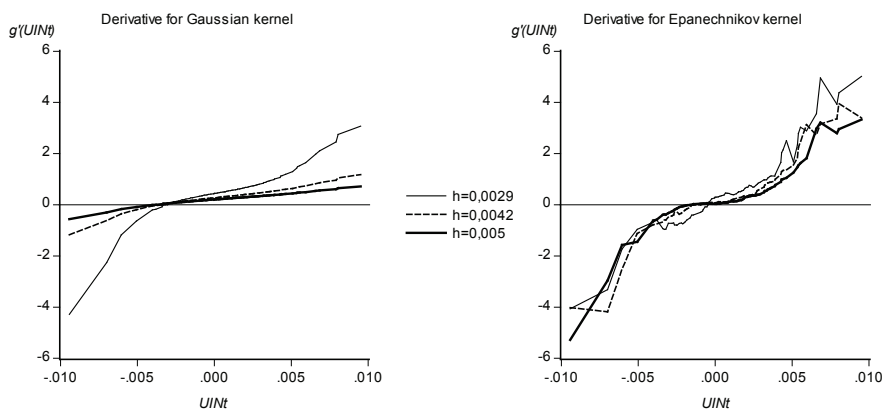 Derivative for Gaussian kernel
g'(UINt)
6
4
2
0
-2
-4
-6
-.010 -.005 .000 .005 .010
UINt
h=0,0029
h=0,0042
h=0,005
Derivative for Epanechnikov kernel
g'(UINt)
6
4
2
0
-2
-4
-6
-.010 -.005 .000 .005 .010
UINt